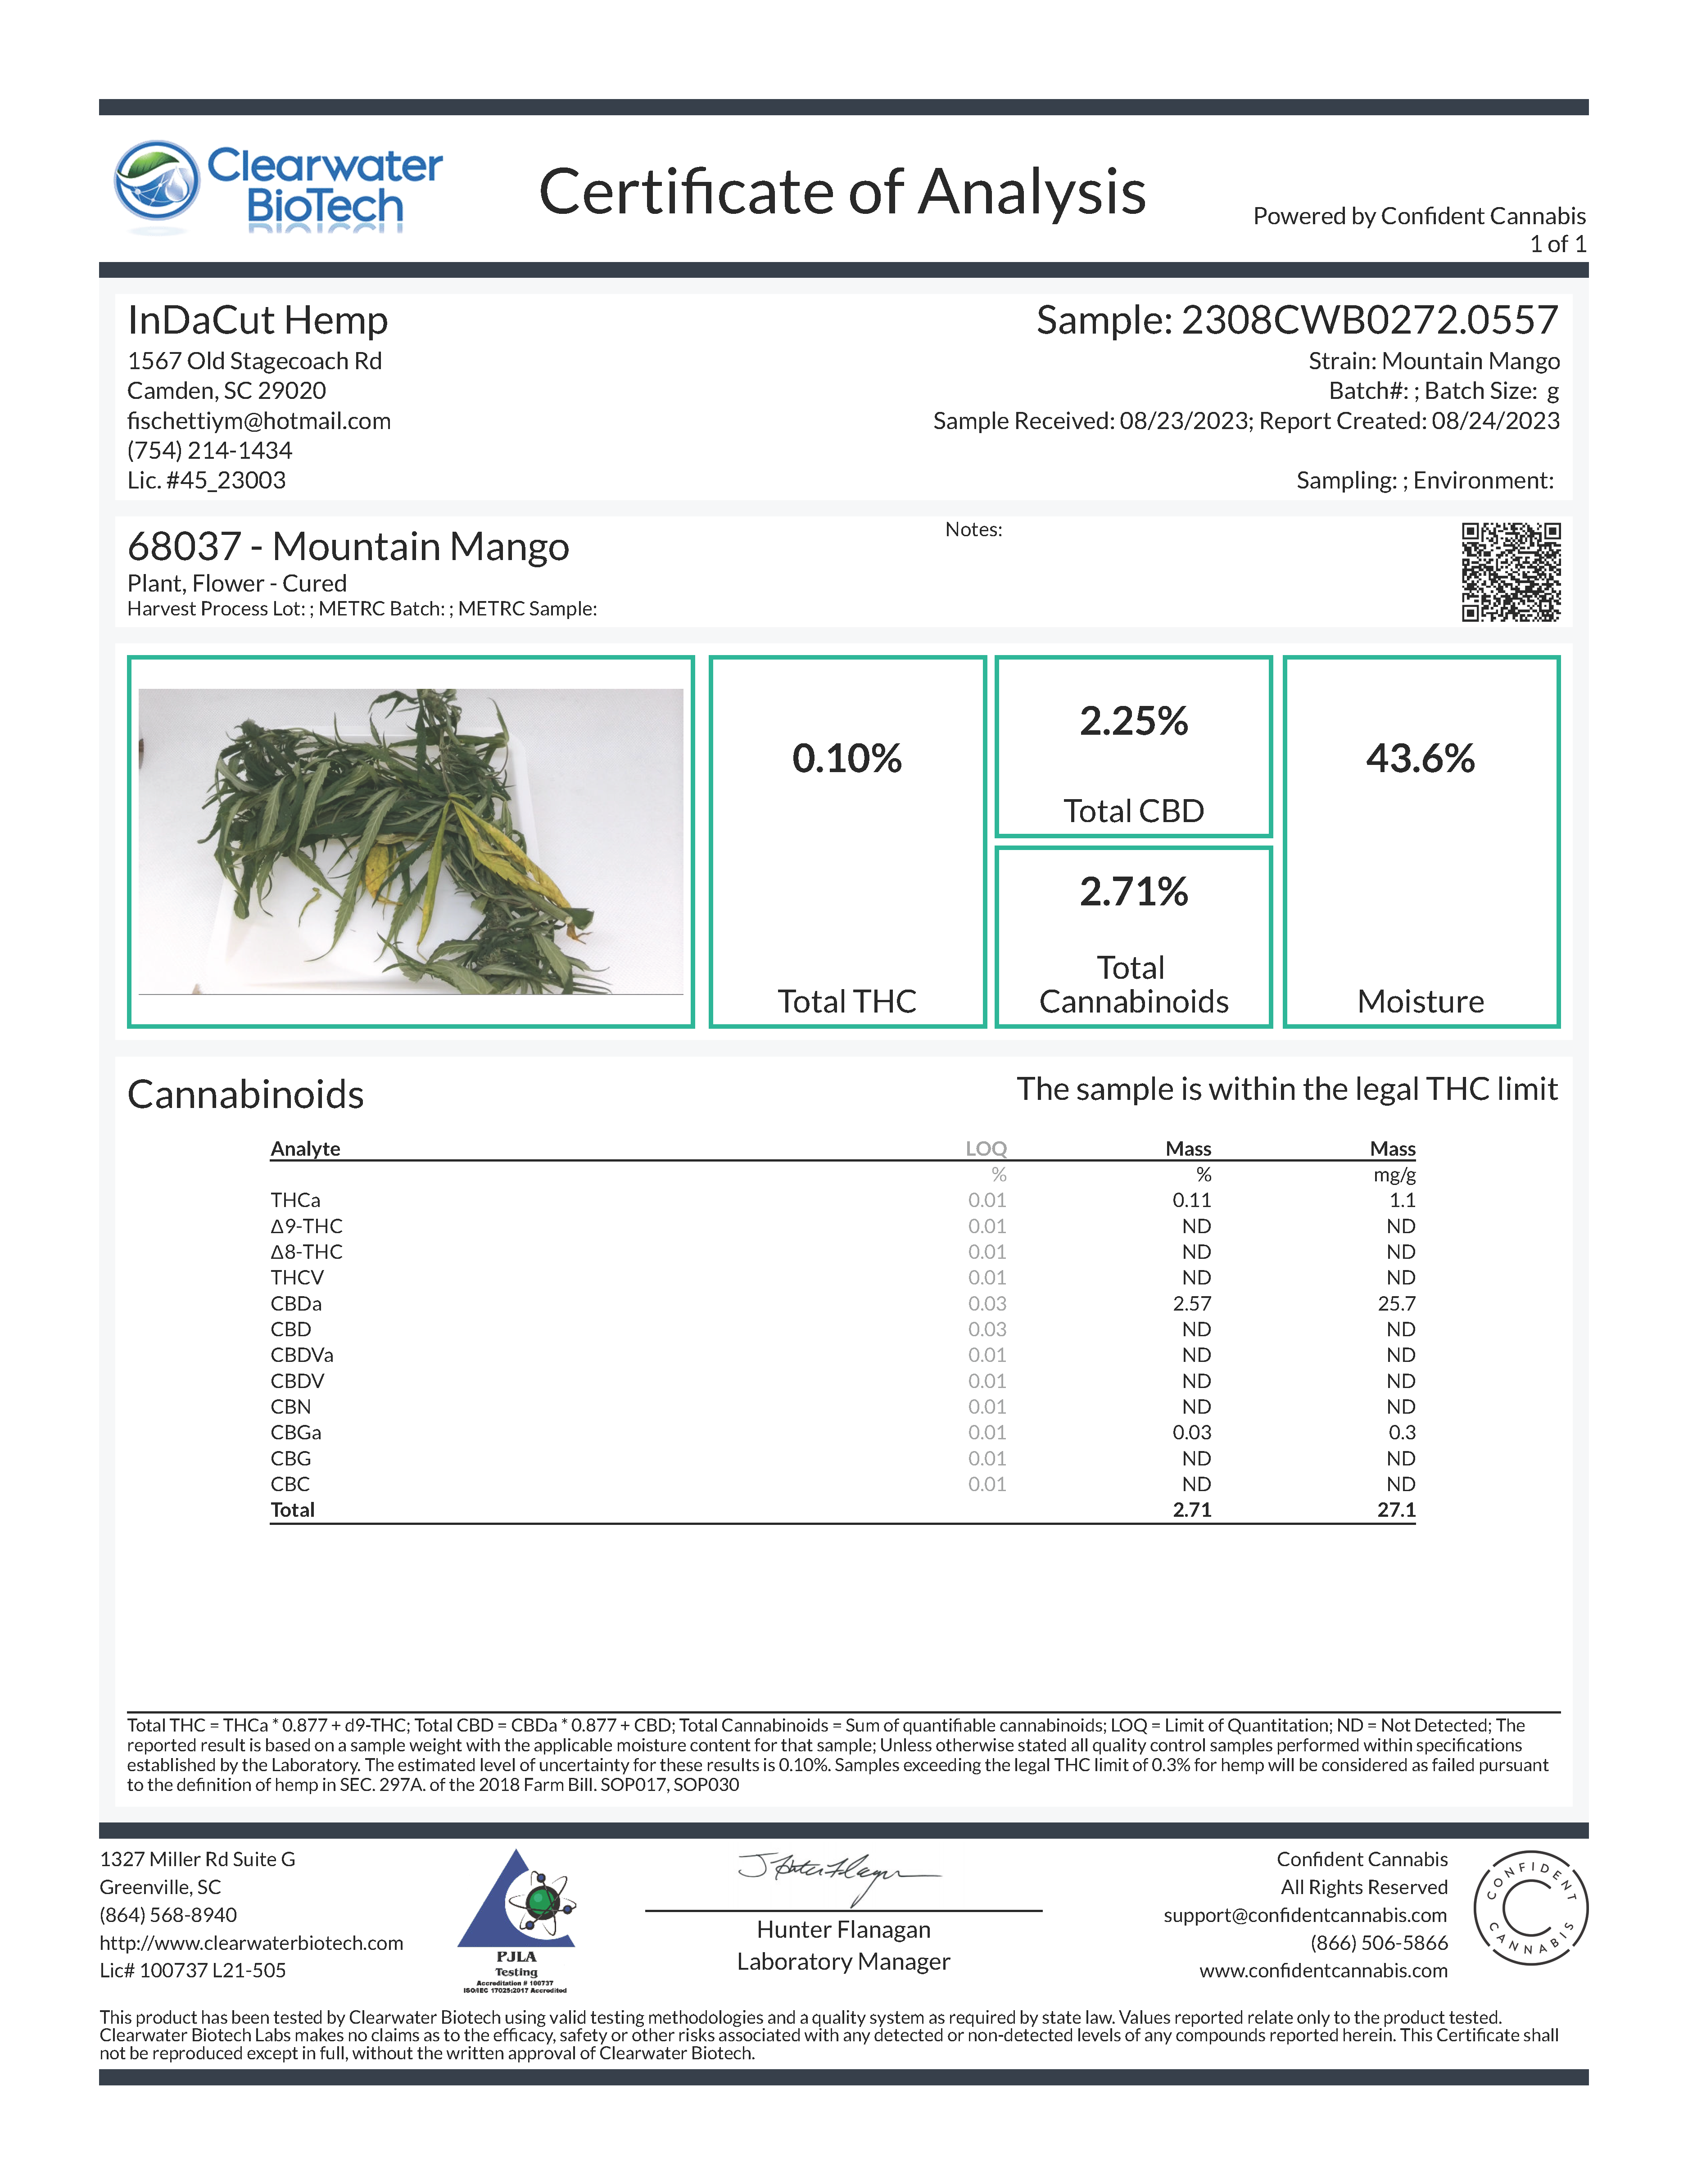 Clearwater
BioTech
Certificate of Analysis
Powered by Confident Cannabis
1 of 1
InDaCut Hemp
1567 Old Stagecoach Rd
Camden, SC 29020
fischettiym@hotmail.com
(754) 214-1434
Lic. #45_23003
Sample: 2308CWB0272.0557
Strain: Mountain Mango
Batch#: ; Batch Size: g
Sample Received: 08/23/2023; Report Created: 08/24/2023
Sampling: ; Environment:
68037 - Mountain Mango
Plant, Flower - Cured
Harvest Process Lot: ; METRC Batch: ; METRC Sample:
Notes:
0.10%
Total THC
2.25%
Total CBD
2.71%
Total
Cannabinoids
43.6%
Moisture
Cannabinoids
The sample is within the legal THC limit
Analyte LOQ Mass Mass
% % mg/g
THCa 0.01 0.11 1.1
Δ9-THC 0.01 ND ND
Δ8-THC 0.01 ND ND
THCV 0.01 ND ND
CBDa 0.03 2.57 25.7
CBD 0.03 ND ND
CBDVa 0.01 ND ND
CBDV 0.01 ND ND
CBN 0.01 ND ND
CBGa 0.01 0.03 0.3
CBG 0.01 ND ND
CBC 0.01 ND ND
Total 2.71 27.1
Total THC = THCa * 0.877 + d9-THC; Total CBD = CBDa * 0.877 + CBD; Total Cannabinoids = Sum of quantifiable cannabinoids; LOQ = Limit of Quantitation; ND = Not Detected; The
reported result is based on a sample weight with the applicable moisture content for that sample; Unless otherwise stated all quality control samples performed within specifications
established by the Laboratory. The estimated level of uncertainty for these results is 0.10%. Samples exceeding the legal THC limit of 0.3% for hemp will be considered as failed pursuant
to the definition of hemp in SEC. 297A. of the 2018 Farm Bill. SOP017, SOP030
1327 Miller Rd Suite G
Greenville, SC
(864) 568-8940
http://www.clearwaterbiotech.com
Lic# 100737 L21-505
PJLA
Testing
Accreditation # 100737
ISO/IEC 17025:2017 Accredited
Hunter Flanagan
Laboratory Manager
Confident Cannabis
All Rights Reserved
support@confidentcannabis.com
(866) 506-5866
www.confidentcannabis.com
CONFIDENT
CANNABIS
This product has been tested by Clearwater Biotech using valid testing methodologies and a quality system as required by state law. Values reported relate only to the product tested.
Clearwater Biotech Labs makes no claims as to the efficacy, safety or other risks associated with any detected or non-detected levels of any compounds reported herein. This Certificate shall
not be reproduced except in full, without the written approval of Clearwater Biotech.